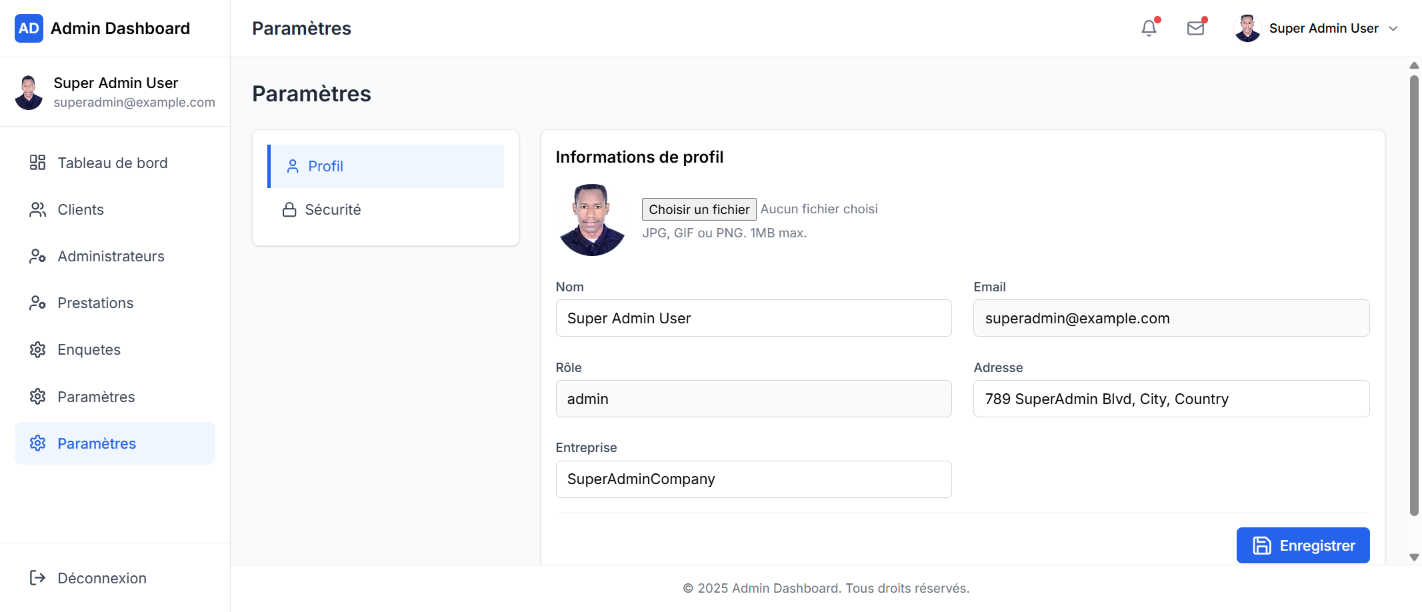 AD Admin Dashboard
Paramètres
Super Admin User
Super Admin User
superadmin@example.com
Tableau de bord
Clients
Administrateurs
Prestations
Enquetes
Paramètres
Paramètres
Déconnexion
Paramètres
Profil
Sécurité
Informations de profil
Choisir un fichier Aucun fichier choisi
JPG, GIF ou PNG. 1MB max.
Nom
Super Admin User
Email
superadmin@example.com
Rôle
admin
Adresse
789 SuperAdmin Blvd, City, Country
Entreprise
SuperAdminCompany
Enregistrer
© 2025 Admin Dashboard. Tous droits réservés.